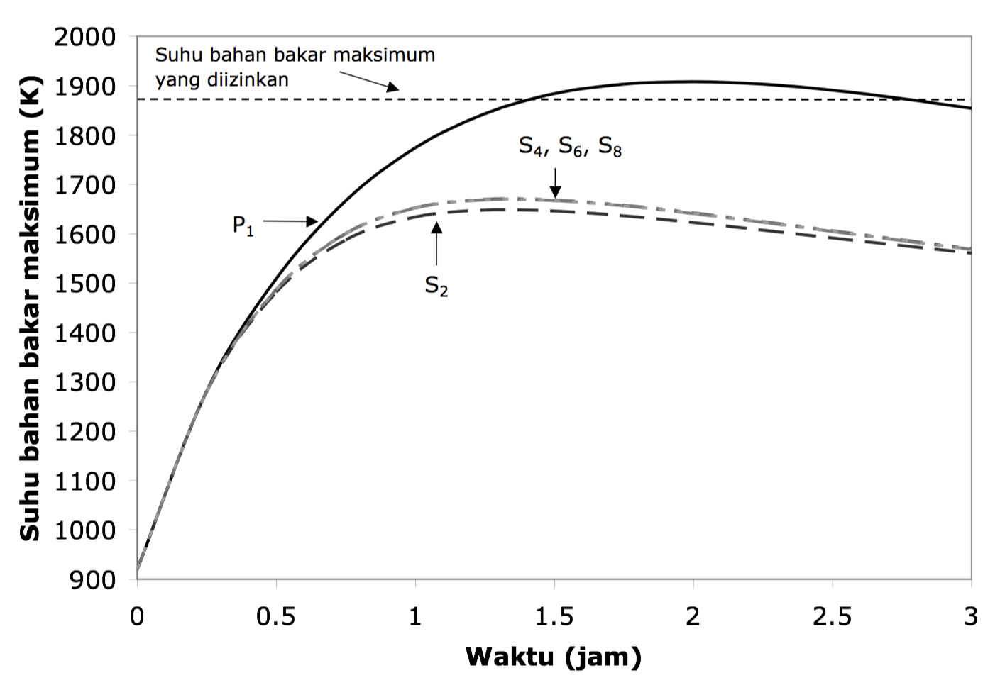 2000
1900
1800
1700
1600
1500
1400
1300
1200
1100
1000
900
Suhu bahan bakar maksimum (K)
Suhu bahan bakar maksimum
yang diizinkan
S₄, S₆, S₈
P₁
S₂
0 0.5 1 1.5 2 2.5 3
Waktu (jam)